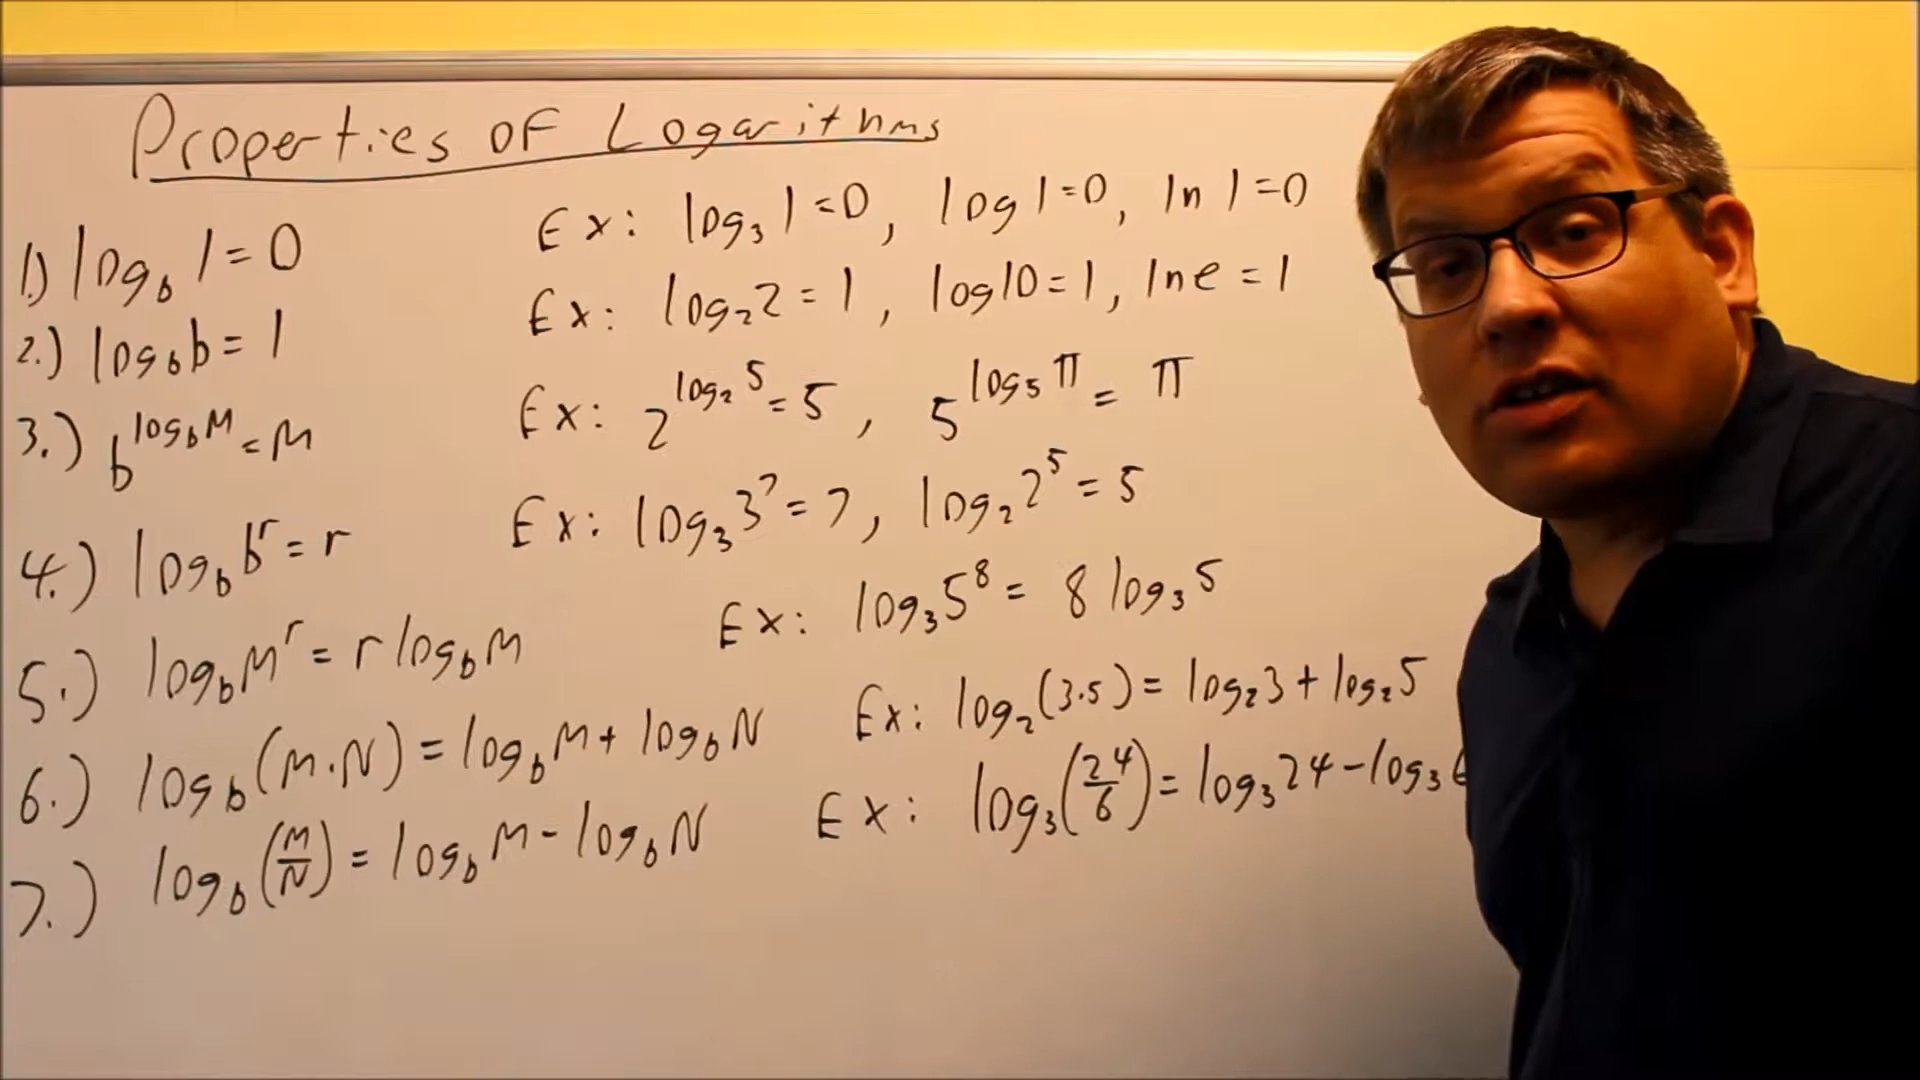 Properties of Logarithms
1.) log_b 1 = 0 Ex: log_3 1 = 0, log 1 = 0, ln 1 = 0
2.) log_b b = 1 Ex: log_2 2 = 1, log 10 = 1, ln e = 1
3.) b^{log_b M} = M Ex: 2^{log_2 5} = 5, 5^{log_5 π} = π
4.) log_b b^r = r Ex: log_3 3^7 = 7, log_2 2^5 = 5
5.) log_b M^r = r log_b M Ex: log_3 5^8 = 8 log_3 5
6.) log_b (M·N) = log_b M + log_b N Ex: log_2 (3·5) = log_2 3 + log_2 5
7.) log_b (M/N) = log_b M - log_b N Ex: log_3 (24/6) = log_3 24 - log_3